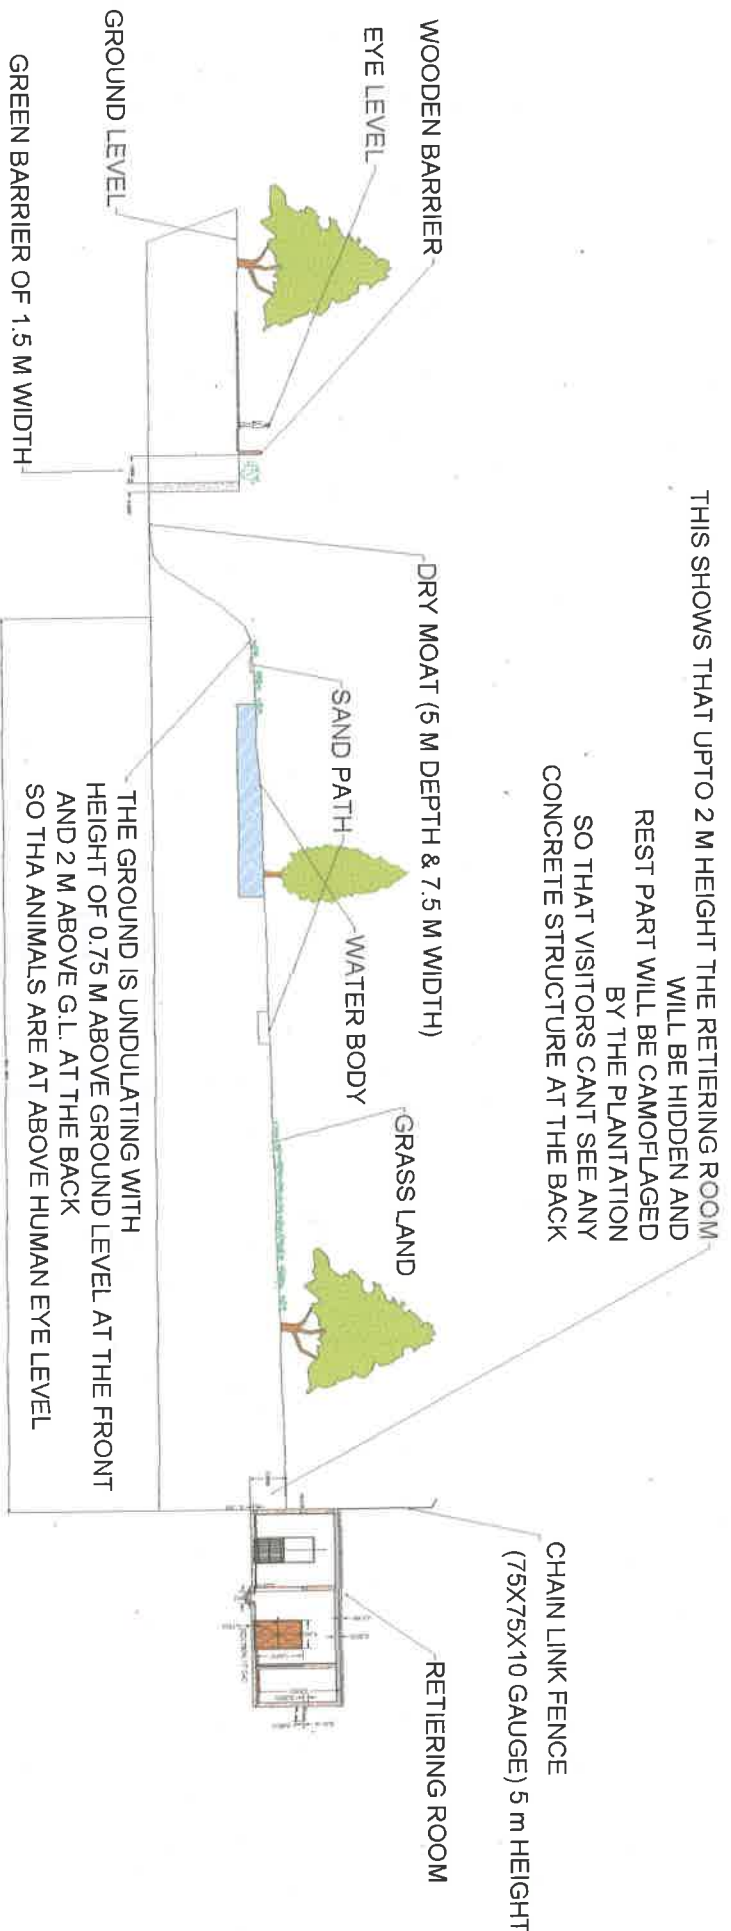 THIS SHOWS THAT UPTO 2 M HEIGHT THE RETIERING ROOM
WILL BE HIDDEN AND
REST PART WILL BE CAMOFLAGED
BY THE PLANTATION
SO THAT VISITORS CANT SEE ANY
CONCRETE STRUCTURE AT THE BACK
CHAIN LINK FENCE
(75X75X10 GAUGE) 5 m HEIGHT
WOODEN BARRIER
EYE LEVEL
DRY MOAT (5 M DEPTH & 7.5 M WIDTH)
SAND PATH
WATER BODY
GRASS LAND
RETIERING ROOM
GROUND LEVEL
GREEN BARRIER OF 1.5 M WIDTH
THE GROUND IS UNDULATING WITH
HEIGHT OF 0.75 M ABOVE GROUND LEVEL AT THE FRONT
AND 2 M ABOVE G.L. AT THE BACK
SO THA ANIMALS ARE AT ABOVE HUMAN EYE LEVEL